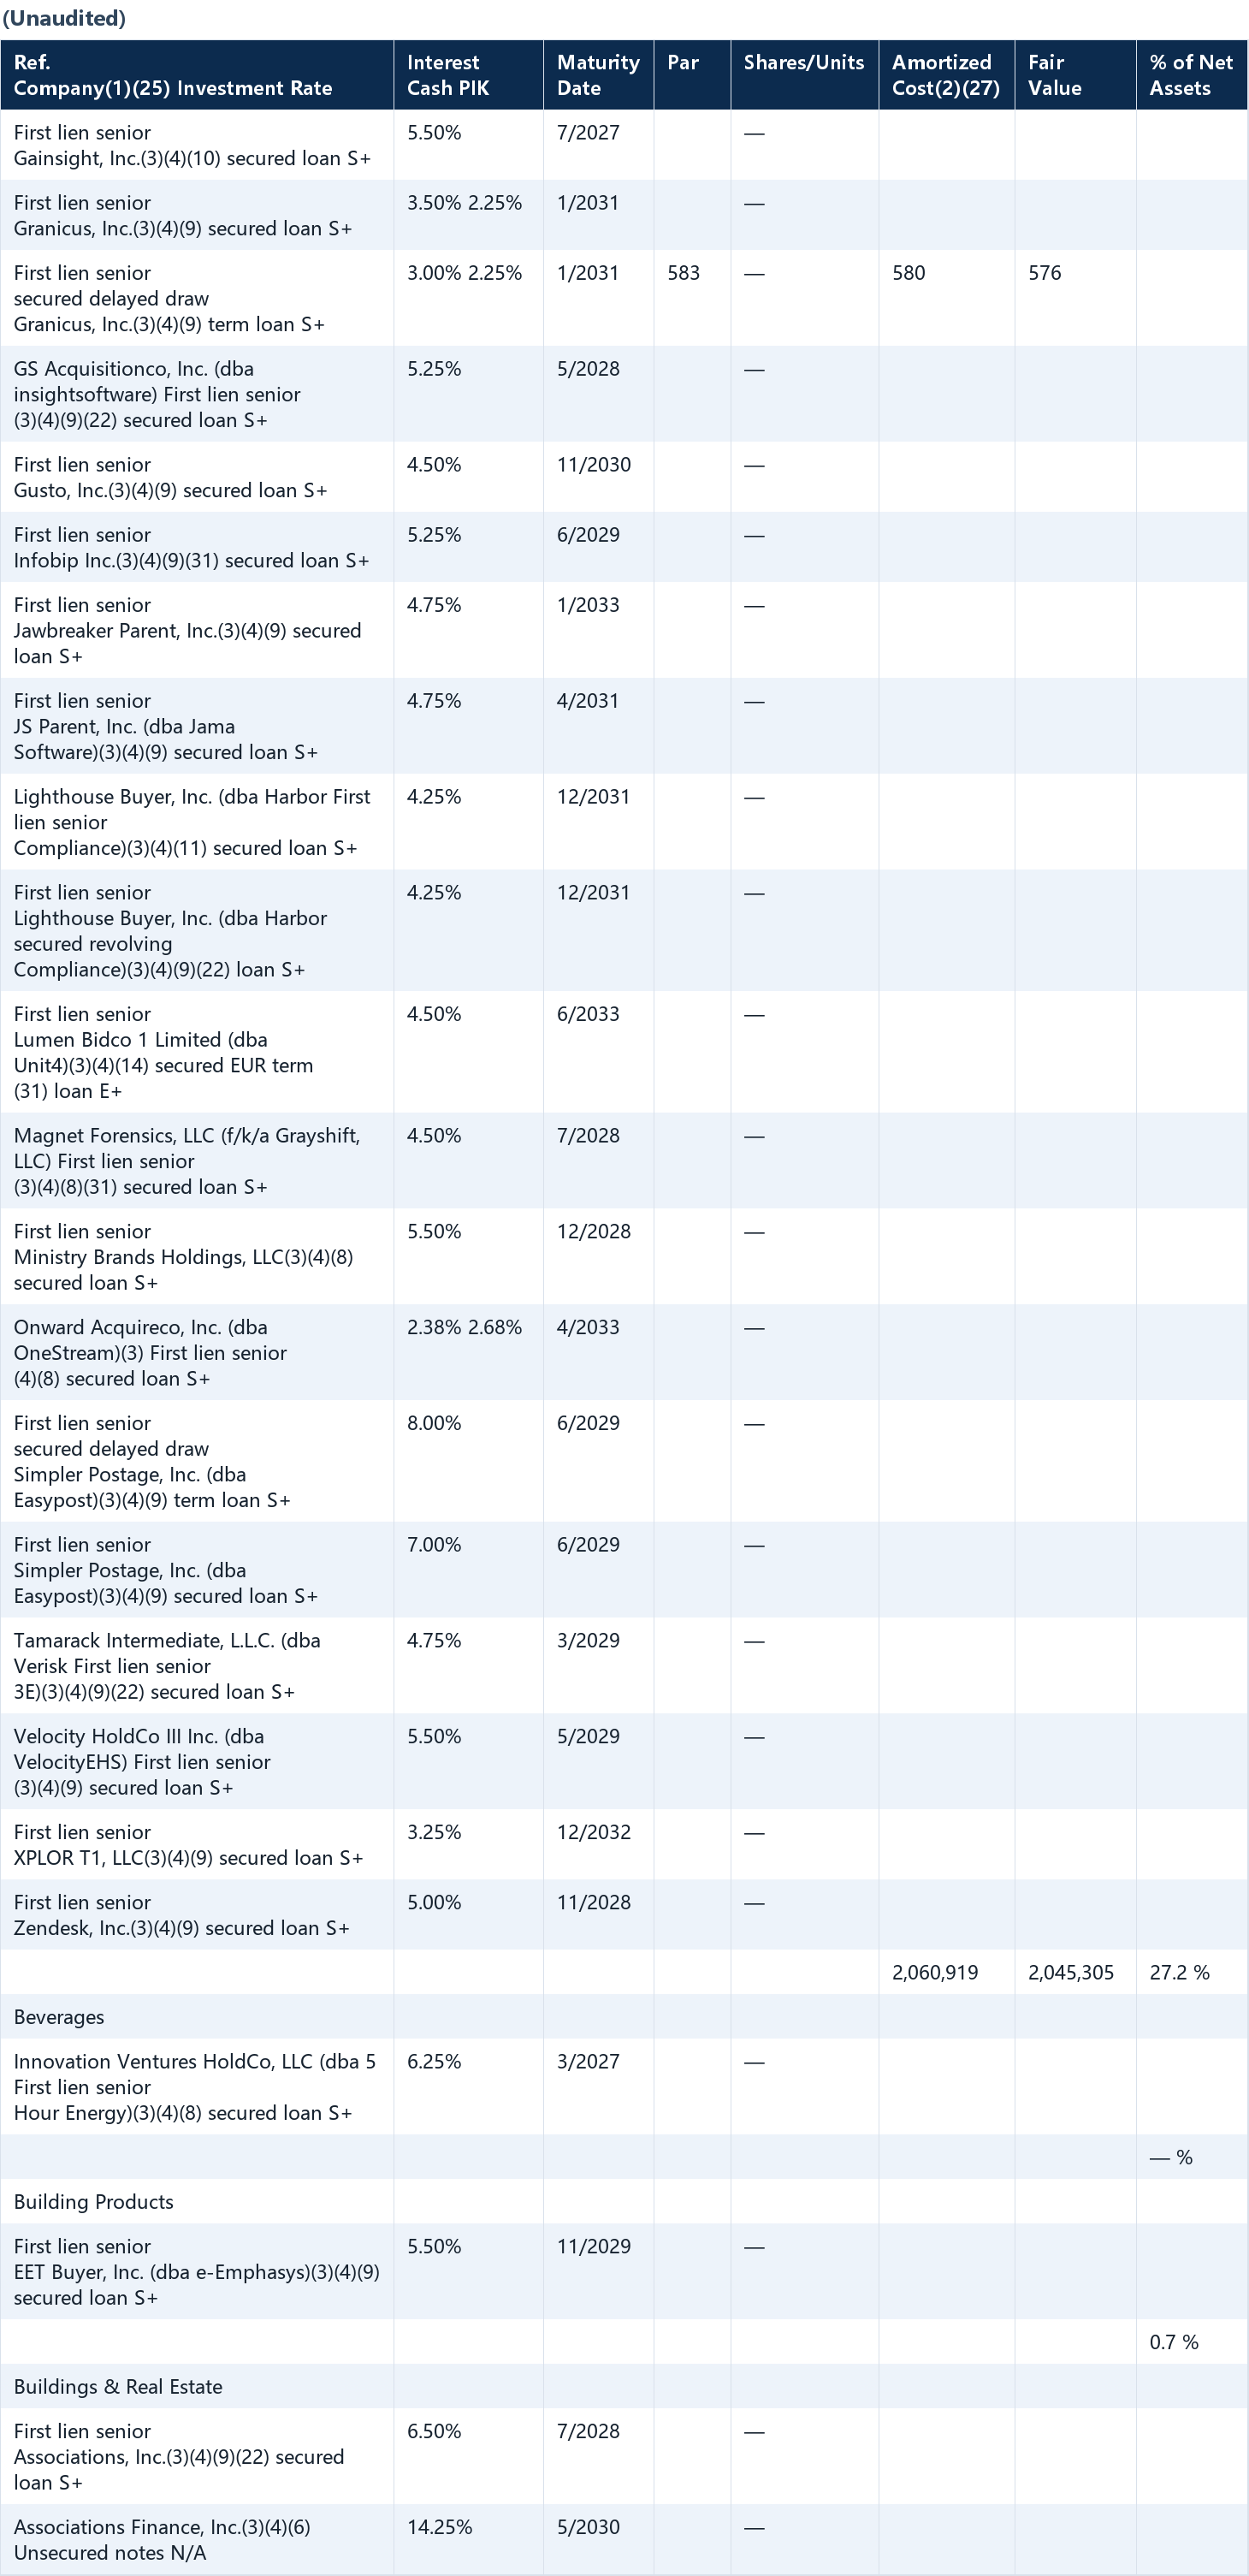 (Unaudited)
Ref. Interest Maturity Par Shares/Units Amortized Fair % of Net
Company(1)(25) Investment Rate Cash PIK Date Cost(2)(27) Value Assets
First lien senior 5.50% 7/2027 —
Gainsight, Inc.(3)(4)(10) secured loan S+
First lien senior 3.50% 2.25% 1/2031 —
Granicus, Inc.(3)(4)(9) secured loan S+
First lien senior 3.00% 2.25% 1/2031 583 — 580 576
secured delayed draw
Granicus, Inc.(3)(4)(9) term loan S+
GS Acquisitionco, Inc. (dba 5.25% 5/2028 —
insightsoftware) First lien senior
(3)(4)(9)(22) secured loan S+
First lien senior 4.50% 11/2030 —
Gusto, Inc.(3)(4)(9) secured loan S+
First lien senior 5.25% 6/2029 —
Infobip Inc.(3)(4)(9)(31) secured loan S+
First lien senior 4.75% 1/2033 —
Jawbreaker Parent, Inc.(3)(4)(9) secured
loan S+
First lien senior 4.75% 4/2031 —
JS Parent, Inc. (dba Jama
Software)(3)(4)(9) secured loan S+
Lighthouse Buyer, Inc. (dba Harbor First 4.25% 12/2031 —
lien senior
Compliance)(3)(4)(11) secured loan S+
First lien senior 4.25% 12/2031 —
Lighthouse Buyer, Inc. (dba Harbor
secured revolving
Compliance)(3)(4)(9)(22) loan S+
First lien senior 4.50% 6/2033 —
Lumen Bidco 1 Limited (dba
Unit4)(3)(4)(14) secured EUR term
(31) loan E+
Magnet Forensics, LLC (f/k/a Grayshift, 4.50% 7/2028 —
LLC) First lien senior
(3)(4)(8)(31) secured loan S+
First lien senior 5.50% 12/2028 —
Ministry Brands Holdings, LLC(3)(4)(8)
secured loan S+
Onward Acquireco, Inc. (dba 2.38% 2.68% 4/2033 —
OneStream)(3) First lien senior
(4)(8) secured loan S+
First lien senior 8.00% 6/2029 —
secured delayed draw
Simpler Postage, Inc. (dba
Easypost)(3)(4)(9) term loan S+
First lien senior 7.00% 6/2029 —
Simpler Postage, Inc. (dba
Easypost)(3)(4)(9) secured loan S+
Tamarack Intermediate, L.L.C. (dba 4.75% 3/2029 —
Verisk First lien senior
3E)(3)(4)(9)(22) secured loan S+
Velocity HoldCo III Inc. (dba 5.50% 5/2029 —
VelocityEHS) First lien senior
(3)(4)(9) secured loan S+
First lien senior 3.25% 12/2032 —
XPLOR T1, LLC(3)(4)(9) secured loan S+
First lien senior 5.00% 11/2028 —
Zendesk, Inc.(3)(4)(9) secured loan S+
2,060,919 2,045,305 27.2 %
Beverages
Innovation Ventures HoldCo, LLC (dba 5 6.25% 3/2027 —
First lien senior
Hour Energy)(3)(4)(8) secured loan S+
— %
Building Products
First lien senior 5.50% 11/2029 —
EET Buyer, Inc. (dba e-Emphasys)(3)(4)(9)
secured loan S+
0.7 %
Buildings & Real Estate
First lien senior 6.50% 7/2028 —
Associations, Inc.(3)(4)(9)(22) secured
loan S+
Associations Finance, Inc.(3)(4)(6) 14.25% 5/2030 —
Unsecured notes N/A